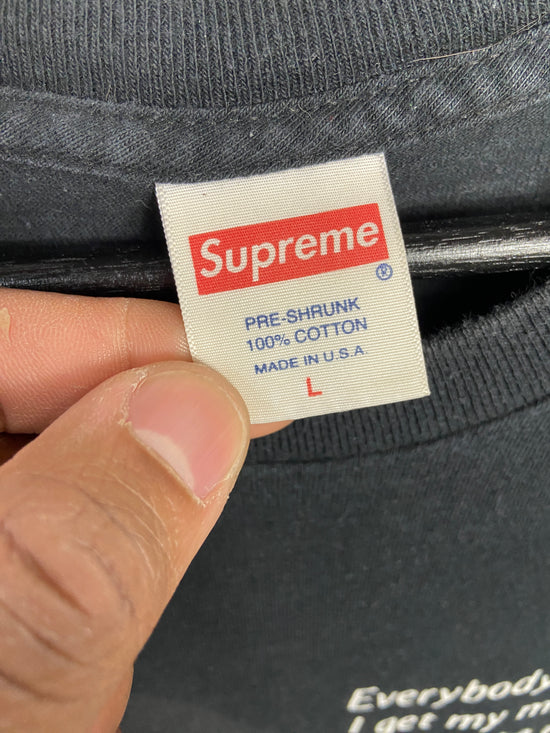 Supreme
®
PRE-SHRUNK
100% COTTON
MADE IN U.S.A.
L
Everybody
I get my m